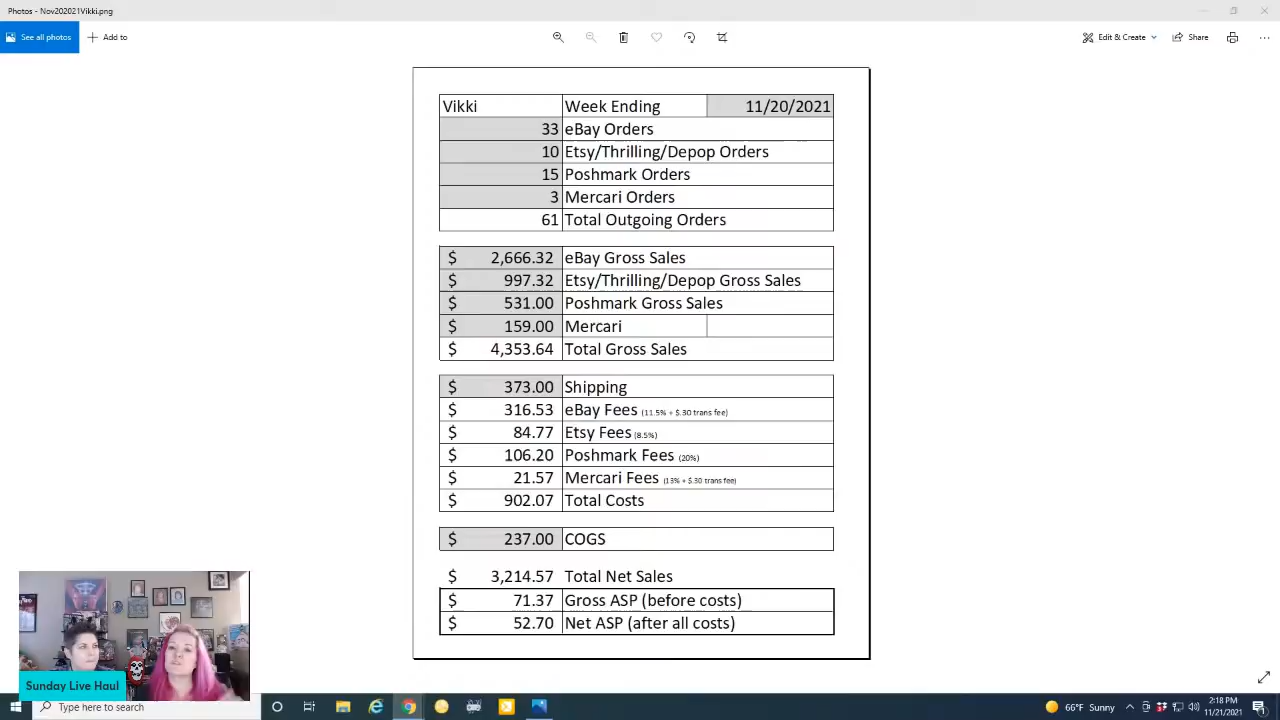 Photos - Nov202021Vikki.png
See all photos
Add to
Edit & Create
Share
Vikki Week Ending 11/20/2021
33 eBay Orders
10 Etsy/Thrilling/Depop Orders
15 Poshmark Orders
3 Mercari Orders
61 Total Outgoing Orders
$ 2,666.32 eBay Gross Sales
$ 997.32 Etsy/Thrilling/Depop Gross Sales
$ 531.00 Poshmark Gross Sales
$ 159.00 Mercari
$ 4,353.64 Total Gross Sales
$ 373.00 Shipping
$ 316.53 eBay Fees (11.5% + $.30 trans fee)
$ 84.77 Etsy Fees (8.5%)
$ 106.20 Poshmark Fees (20%)
$ 21.57 Mercari Fees (13% + $.30 trans fee)
$ 902.07 Total Costs
$ 237.00 COGS
$ 3,214.57 Total Net Sales
$ 71.37 Gross ASP (before costs)
$ 52.70 Net ASP (after all costs)
Sunday Live Haul
Type here to search
66°F Sunny
2:18 PM
11/21/2021